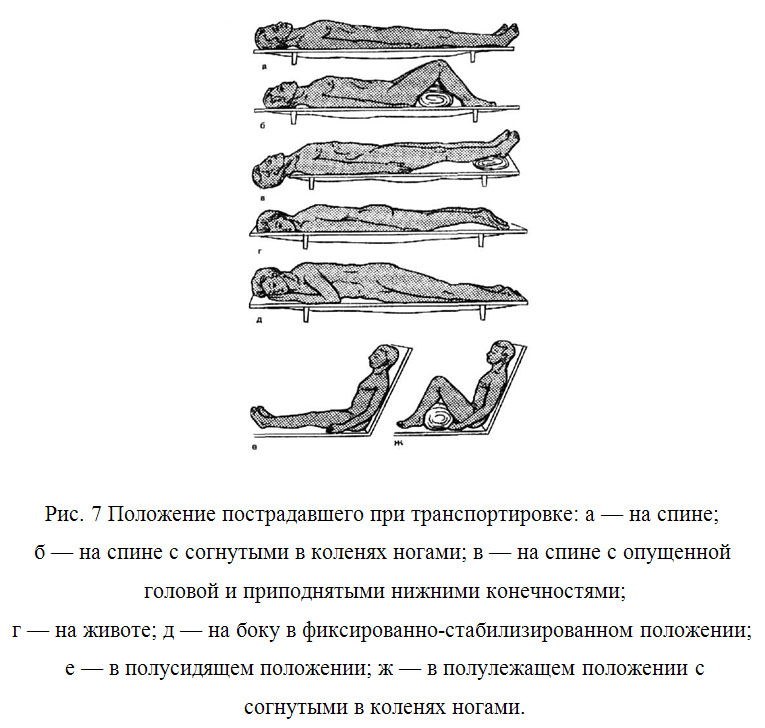 а
б
в
г
д
е
ж
Рис. 7 Положение пострадавшего при транспортировке: а — на спине;
б — на спине с согнутыми в коленях ногами; в — на спине с опущенной
головой и приподнятыми нижними конечностями;
г — на животе; д — на боку в фиксированно-стабилизированном положении;
е — в полусидящем положении; ж — в полулежащем положении с
согнутыми в коленях ногами.